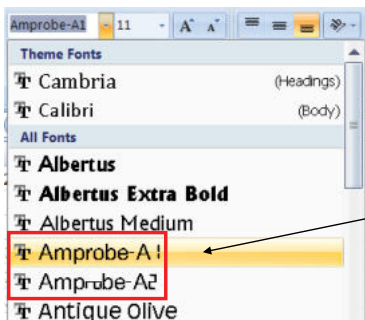 Amprobe-A1 11 A A
Theme Fonts
Cambria (Headings)
Calibri (Body)
All Fonts
Albertus
Albertus Extra Bold
Albertus Medium
Amprobe-A1
Amprobe-A2
Antique Olive